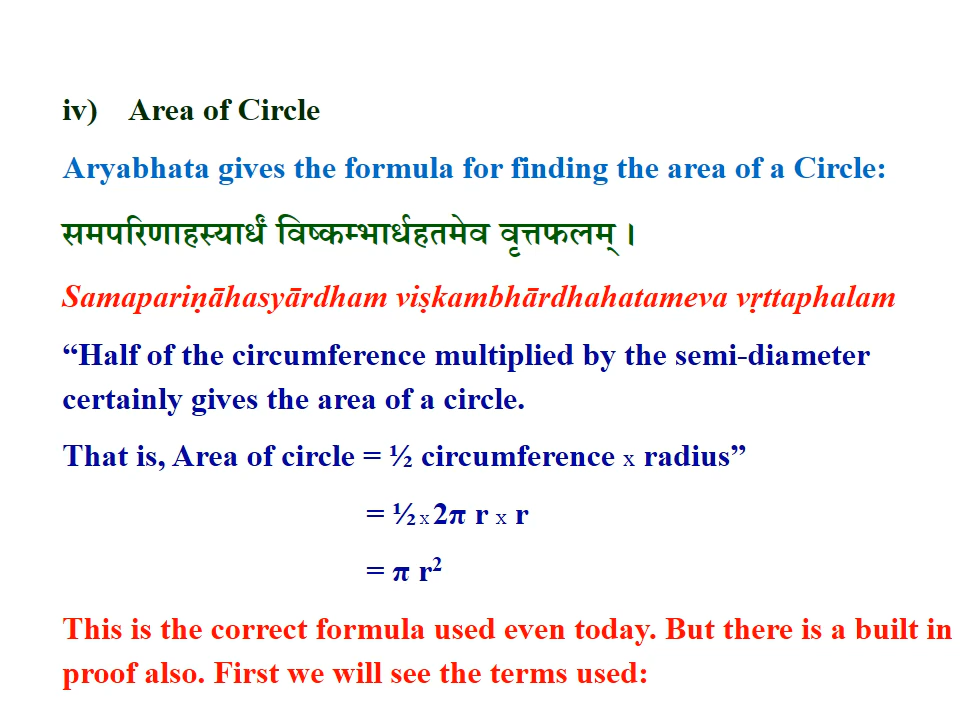 iv) Area of Circle
Aryabhata gives the formula for finding the area of a Circle:
समपरिणाहस्यार्धं विष्कम्भार्धहतमेव वृत्तफलम् ।
Samapariṇāhasyārdham viṣkambhārdhahatameva vṛttaphalam
“Half of the circumference multiplied by the semi-diameter
certainly gives the area of a circle.
That is, Area of circle = ½ circumference x radius”
= ½ x 2π r x r
= π r²
This is the correct formula used even today. But there is a built in
proof also. First we will see the terms used: